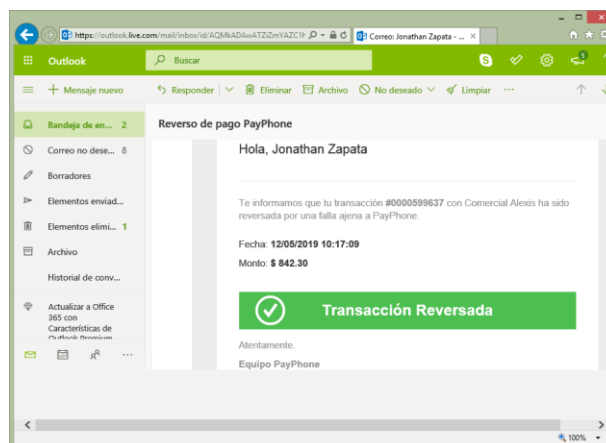 https://outlook.live.com/mail/inbox/id/AQMkADAwATZiZmYAZC1
Correo: Jonathan Zapata - ...
Outlook
Buscar
Mensaje nuevo
Responder
Eliminar
Archivo
No deseado
Limpiar
...
Bandeja de en... 2
Correo no dese... 8
Borradores
Elementos enviad...
Elementos elimi... 1
Archivo
Historial de conv...
Actualizar a Office
365 con
Características de
Outlook Premium
Reverso de pago PayPhone
Hola, Jonathan Zapata
Te informamos que tu transacción #0000599637 con Comercial Alexis ha sido
reversada por una falla ajena a PayPhone.
Fecha: 12/05/2019 10:17:09
Monto: $ 842.30
Transacción Reversada
Atentamente.
Equipo PayPhone
100%